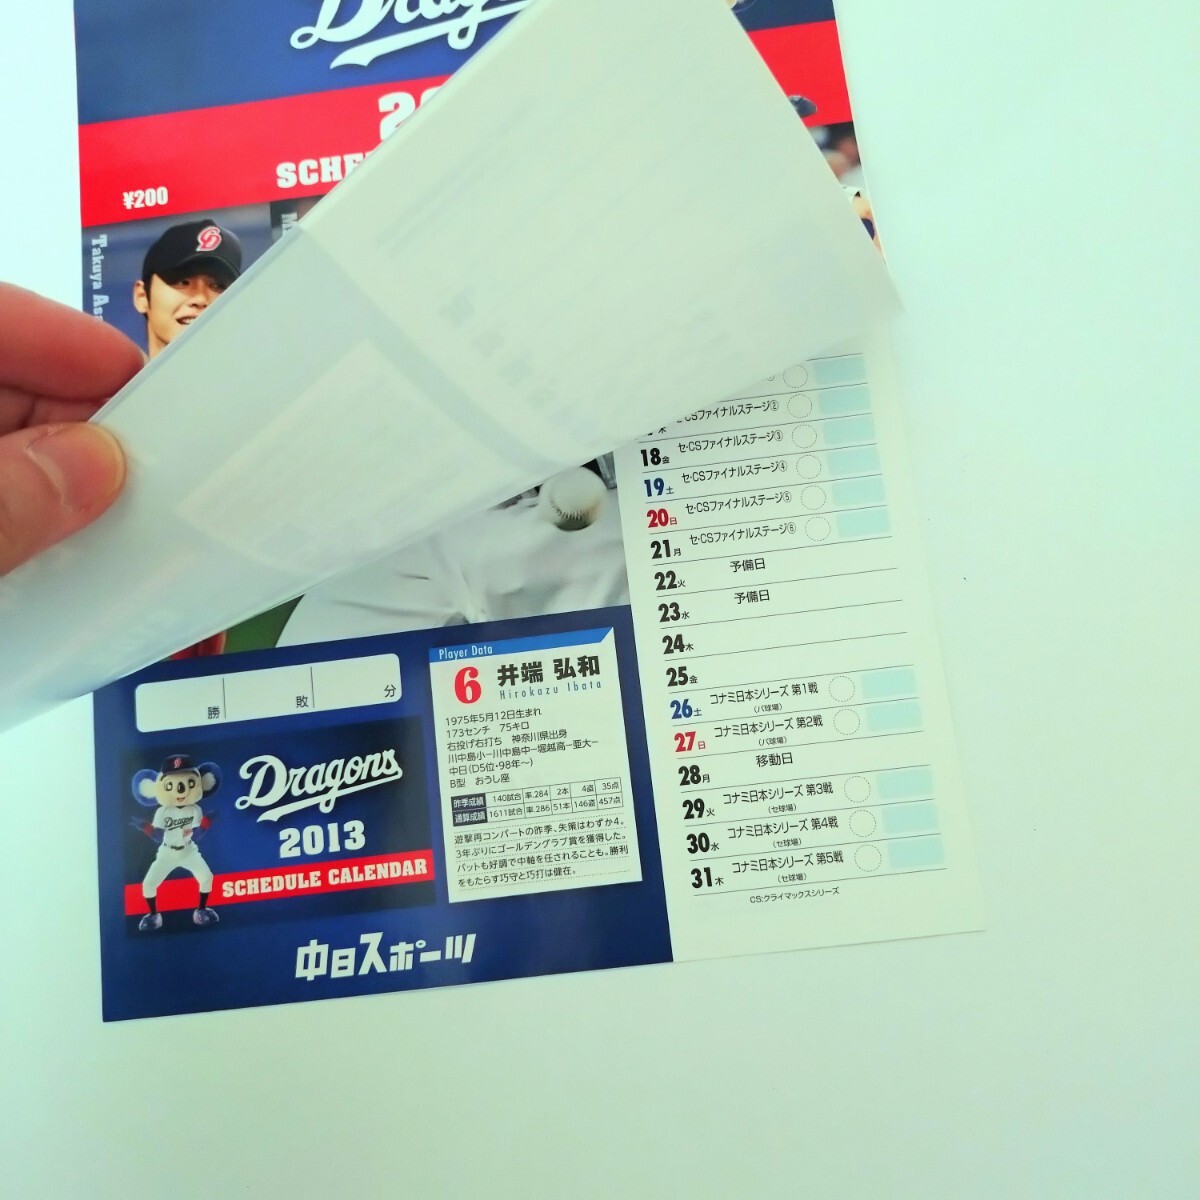 Dragons
SCHE
¥200
Takuya As
セ・CSファイナルステージ②
木
18金 セ・CSファイナルステージ③
19土 セ・CSファイナルステージ④
20日 セ・CSファイナルステージ⑤
21月 セ・CSファイナルステージ⑥
22火 予備日
23水 予備日
24木
25金
26土 コナミ日本シリーズ 第1戦
(パ球場)
27日 コナミ日本シリーズ 第2戦
(パ球場)
28月 移動日
29火 コナミ日本シリーズ 第3戦
(セ球場)
30水 コナミ日本シリーズ 第4戦
(セ球場)
31木 コナミ日本シリーズ 第5戦
(セ球場)
CS:クライマックスシリーズ
勝 敗 分
Player Data
6 井端 弘和
Hirokazu Ibata
1975年5月12日生まれ
173センチ 75キロ
右投げ右打ち 神奈川県出身
川中島小ー川中島中ー堀越高ー亜大ー
中日(D5位・98年〜)
B型 おうし座
昨季成績 140試合 率.284 2本 4盗 35点
通算成績 1611試合 率.286 51本 146盗 457点
遊撃再コンバートの昨季、失策はわずか4。
3年ぶりにゴールデングラブ賞を獲得した。
バットも好調で中軸を任されることも。勝利
をもたらす巧守と巧打は健在。
Dragons
Dragons
2013
SCHEDULE CALENDAR
中日スポーツ